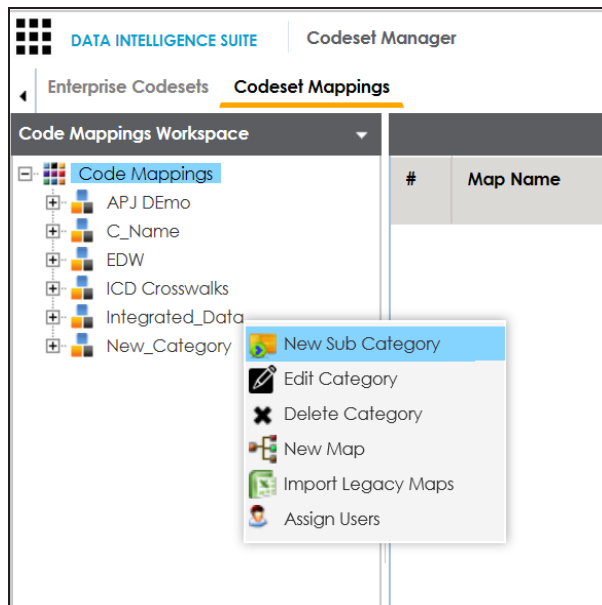 DATA INTELLIGENCE SUITE Codeset Manager
Enterprise Codesets Codeset Mappings
Code Mappings Workspace
# Map Name
Code Mappings
APJ DEmo
C_Name
EDW
ICD Crosswalks
Integrated_Data
New_Category
New Sub Category
Edit Category
Delete Category
New Map
Import Legacy Maps
Assign Users